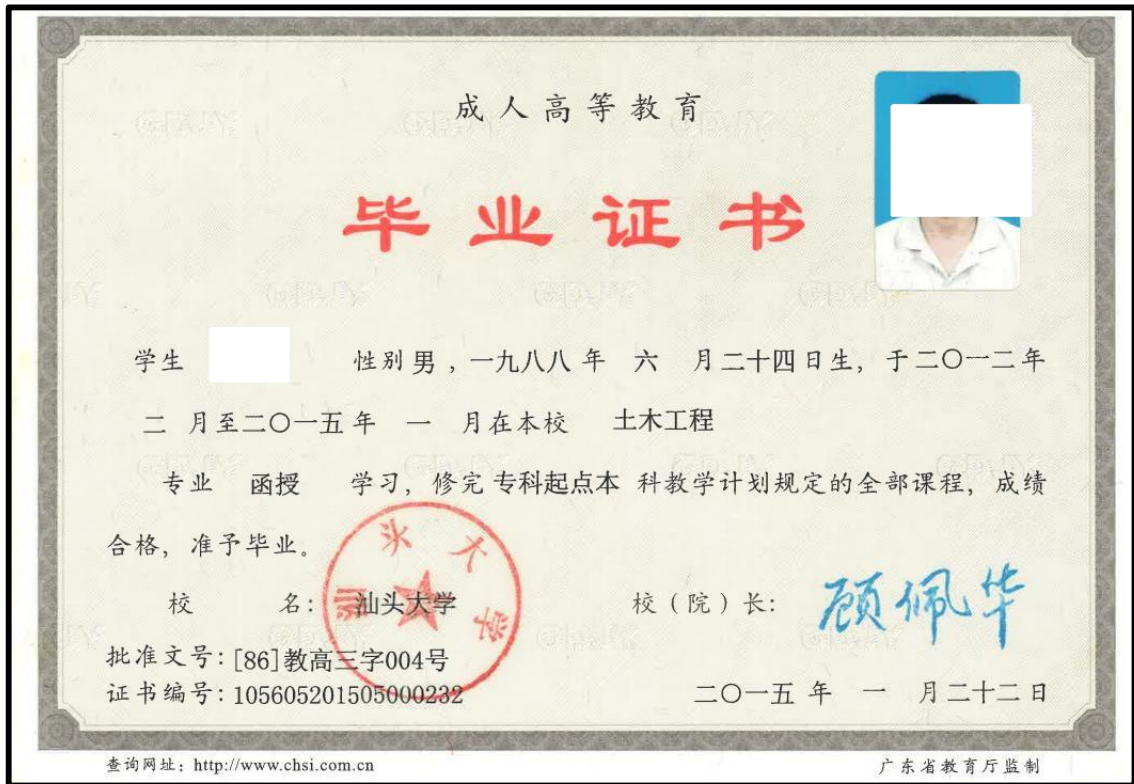 成人高等教育
毕业证书
学生 性别 男 , 一九八八 年 六 月 二十四 日生, 于 二〇一二 年
二 月至 二〇一五 年 一 月在本校 土木工程
专业 函授 学习, 修完 专科起点本 科教学计划规定的全部课程, 成绩
合格, 准予毕业。
汕头大学
校 名: 汕头大学 校(院)长: 顾佩华
批准文号: [86]教高三字004号
证书编号: 105605201505000232 二〇一五 年 一 月 二十二 日
查询网址: http://www.chsi.com.cn 广东省教育厅监制